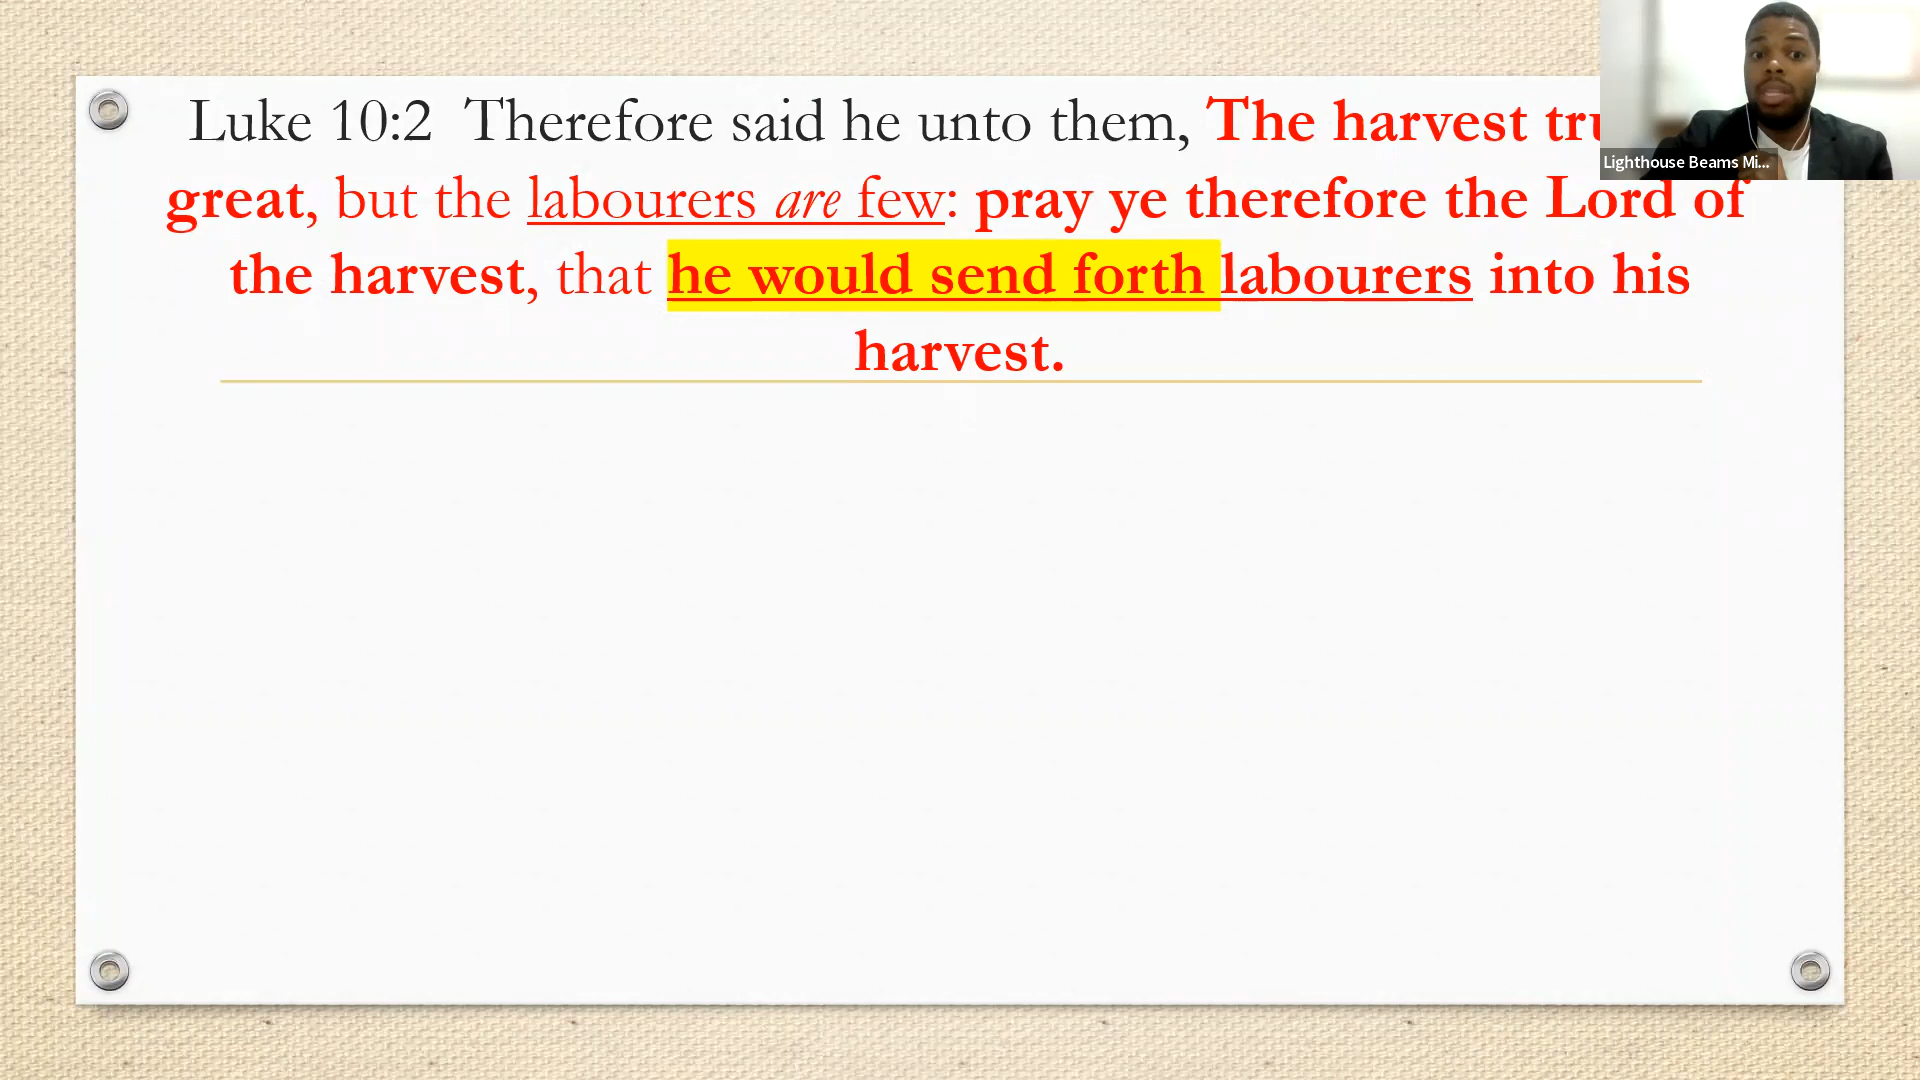 Luke 10:2 Therefore said he unto them, The harvest
great, but the labourers are few: pray ye therefore the Lord of
the harvest, that he would send forth labourers into his
harvest.
Lighthouse Beams Mi...